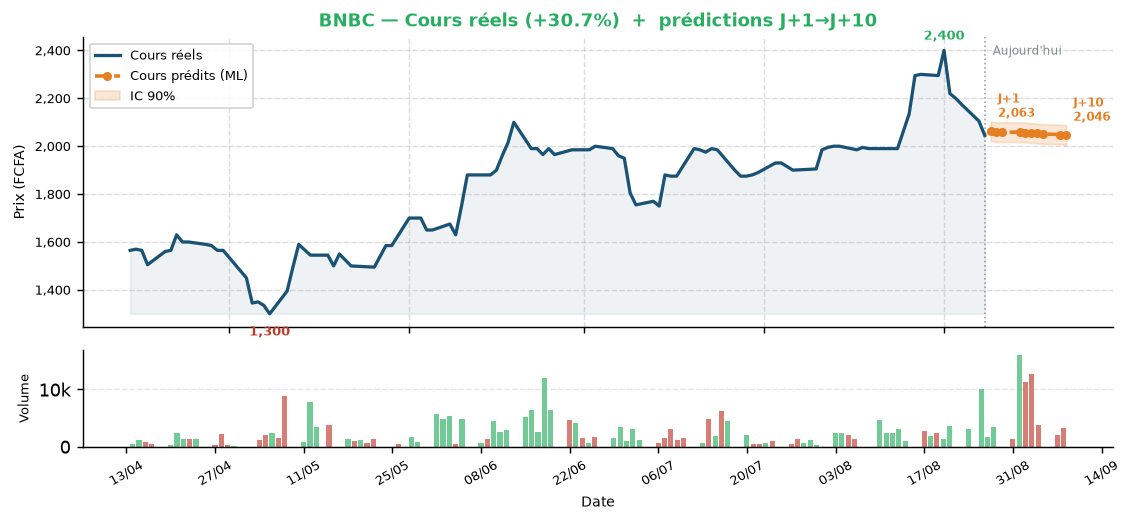 BNBC — Cours réels (+30.7%)  +  prédictions J+1→J+10
Cours réels
Cours prédits (ML)
IC 90%
2,400
Aujourd'hui
J+1
2,063
J+10
2,046
1,300
Prix (FCFA)
2,400
2,200
2,000
1,800
1,600
1,400
Volume
10k
0
13/04
27/04
11/05
25/05
08/06
22/06
06/07
20/07
03/08
17/08
31/08
14/09
Date